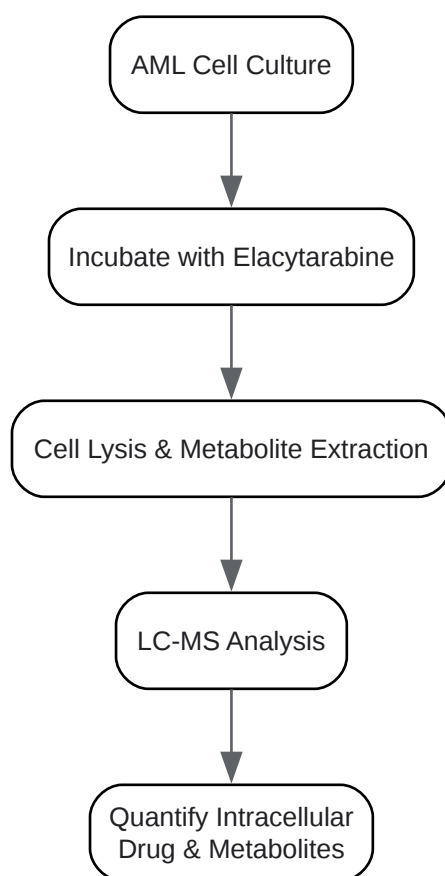 AML Cell Culture
Incubate with Elacytarabine
Cell Lysis & Metabolite Extraction
LC-MS Analysis
Quantify Intracellular
Drug & Metabolites